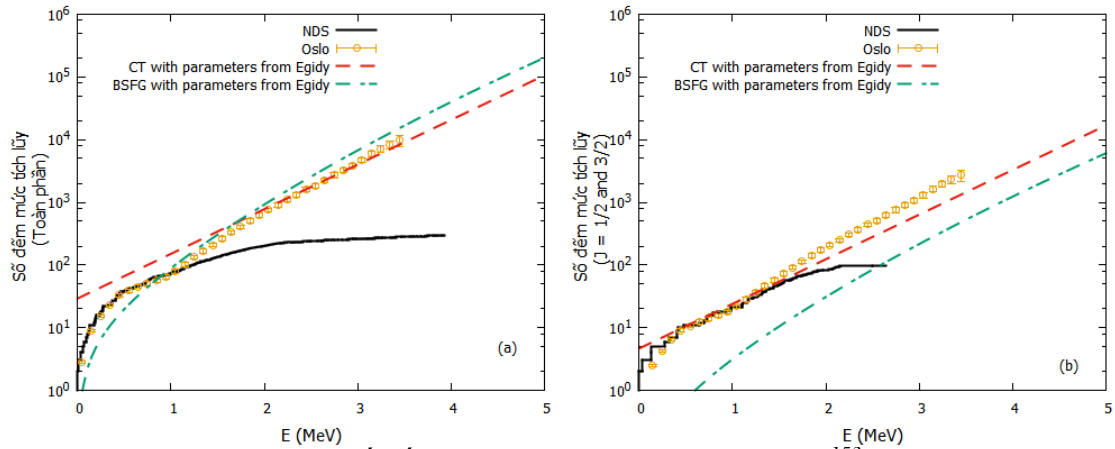 NDS
Oslo
CT with parameters from Egidy
BSFG with parameters from Egidy
Số đếm mức tích lũy
(Toàn phần)
10^6
10^5
10^4
10^3
10^2
10^1
10^0
0 1 2 3 4 5
E (MeV)
(a)
NDS
Oslo
CT with parameters from Egidy
BSFG with parameters from Egidy
Số đếm mức tích lũy
(J = 1/2 and 3/2)
10^6
10^5
10^4
10^3
10^2
10^1
10^0
0 1 2 3 4 5
E (MeV)
(b)